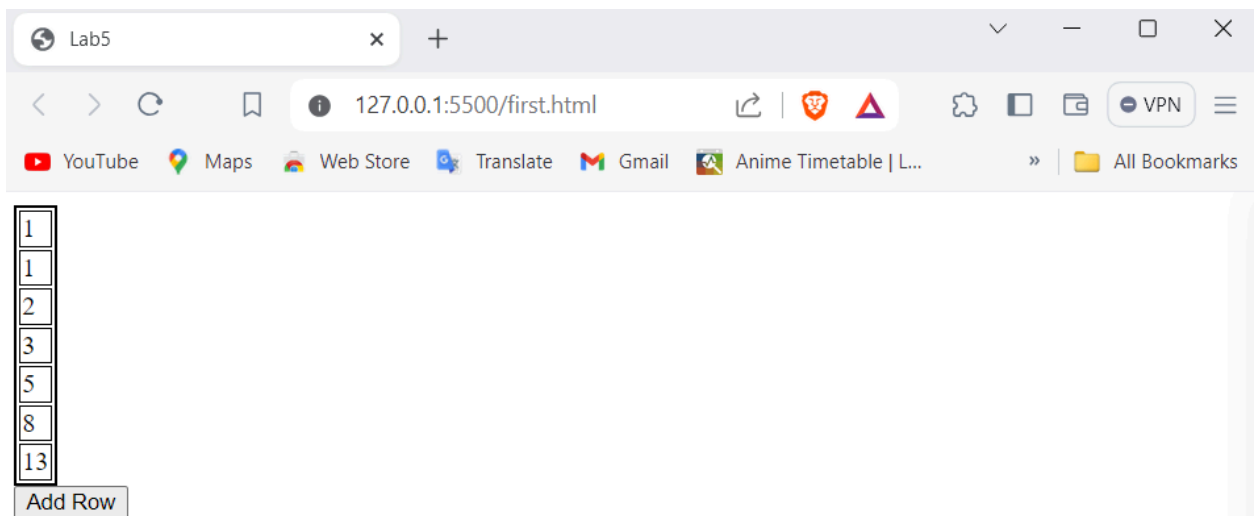 Lab5
127.0.0.1:5500/first.html VPN
YouTube Maps Web Store Translate Gmail Anime Timetable | L... » All Bookmarks
1
1
2
3
5
8
13
Add Row